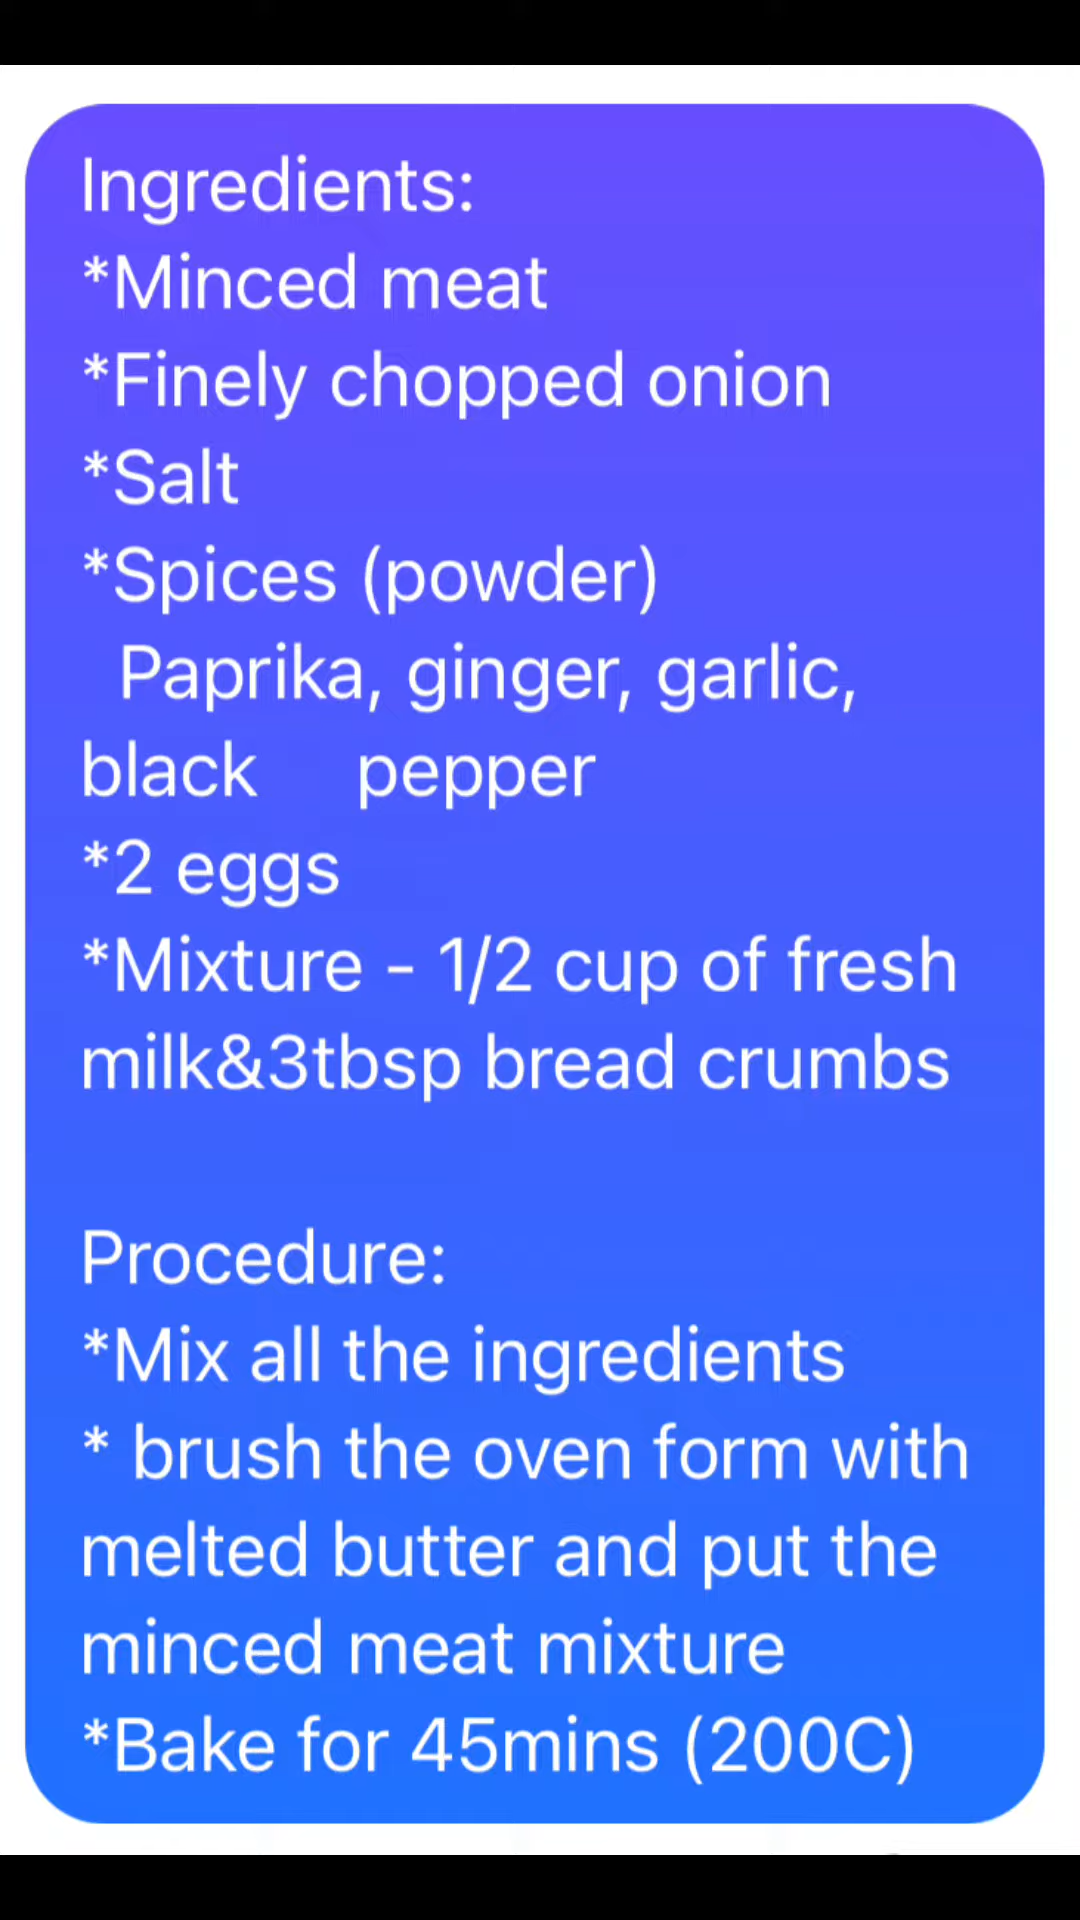 Ingredients:
*Minced meat
*Finely chopped onion
*Salt
*Spices (powder)
Paprika, ginger, garlic,
black pepper
*2 eggs
*Mixture - 1/2 cup of fresh
milk&3tbsp bread crumbs
Procedure:
*Mix all the ingredients
* brush the oven form with
melted butter and put the
minced meat mixture
*Bake for 45mins (200C)